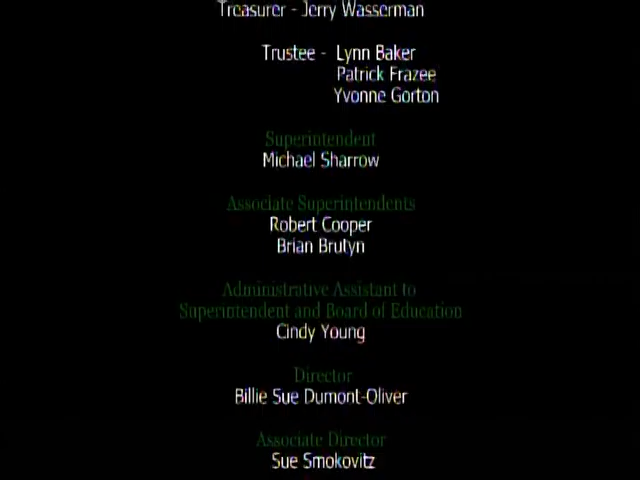 Treasurer - Jerry Wasserman
Trustee - Lynn Baker
Patrick Frazee
Yvonne Gorton
Superintendent
Michael Sharrow
Associate Superintendents
Robert Cooper
Brian Brutyn
Administrative Assistant to
Superintendent and Board of Education
Cindy Young
Director
Billie Sue Dumont-Oliver
Associate Director
Sue Smokovitz